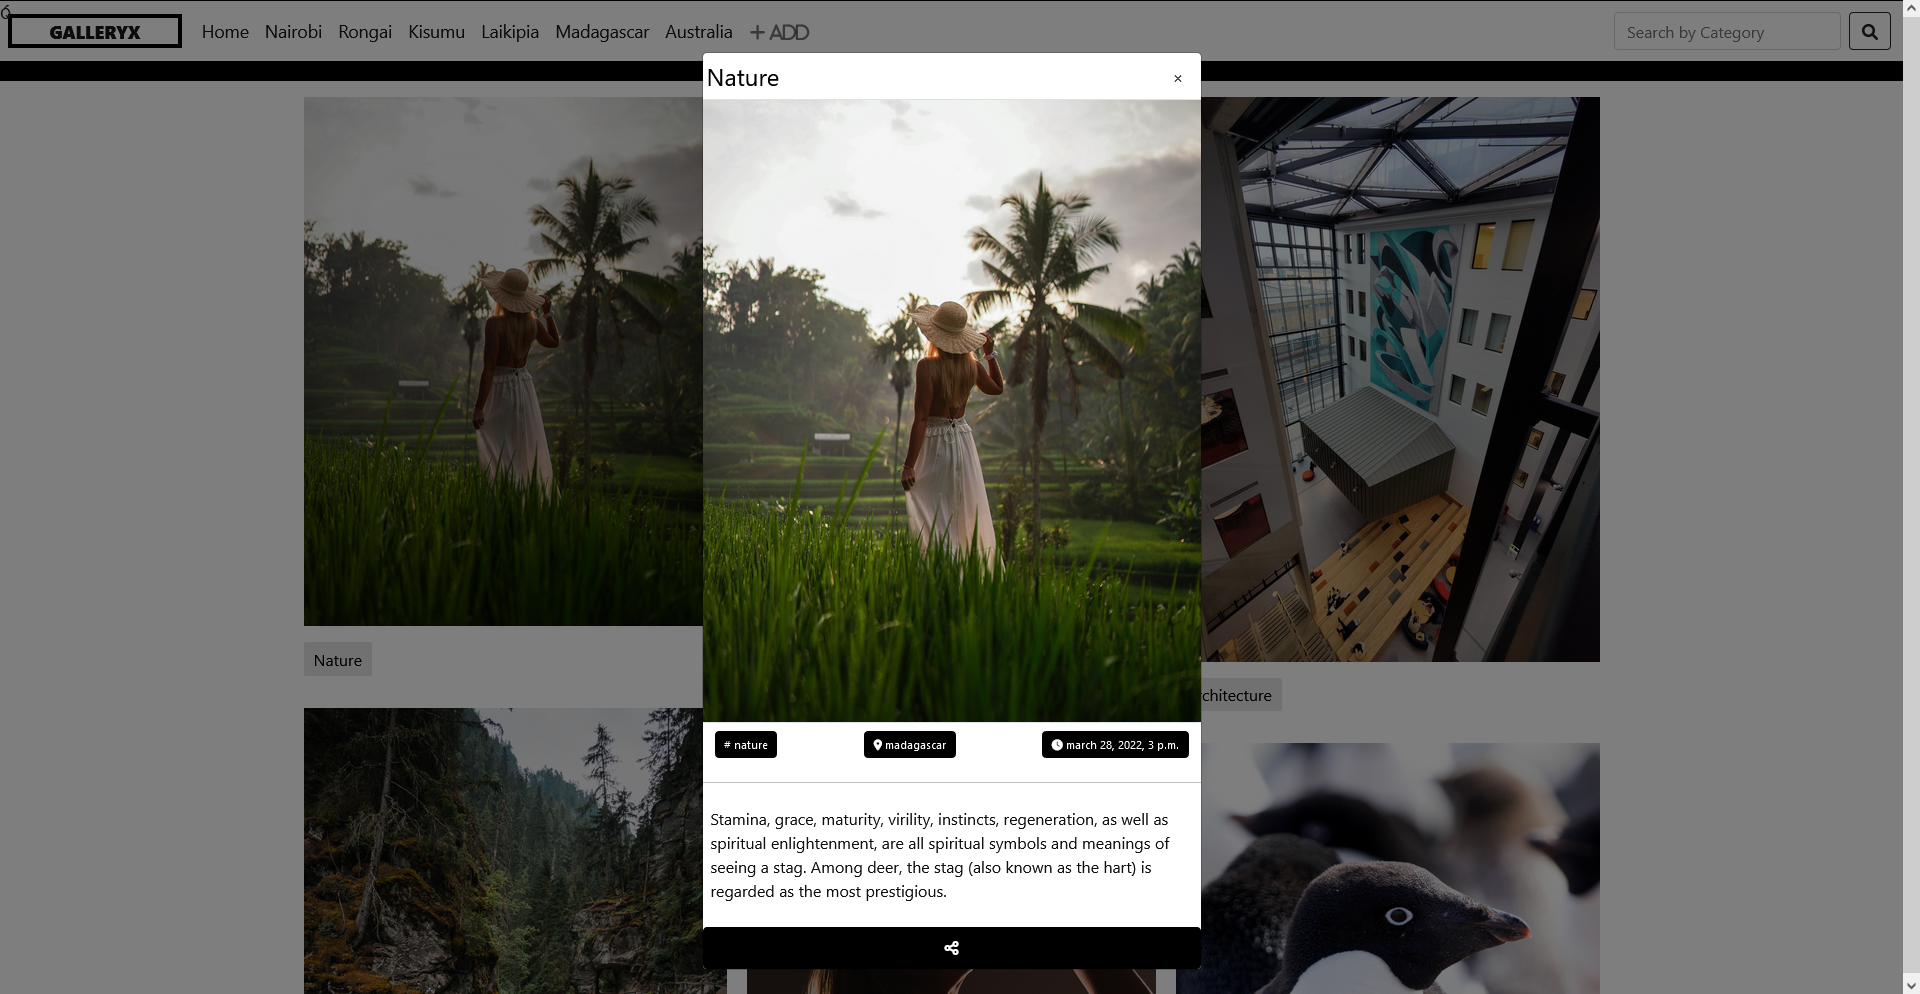 6
GALLERYX
Home Nairobi Rongai Kisumu Laikipia Madagascar Australia + ADD
Search by Category
Nature ×
Nature
chitecture
# nature madagascar march 28, 2022, 3 p.m.
Stamina, grace, maturity, virility, instincts, regeneration, as well as
spiritual enlightenment, are all spiritual symbols and meanings of
seeing a stag. Among deer, the stag (also known as the hart) is
regarded as the most prestigious.